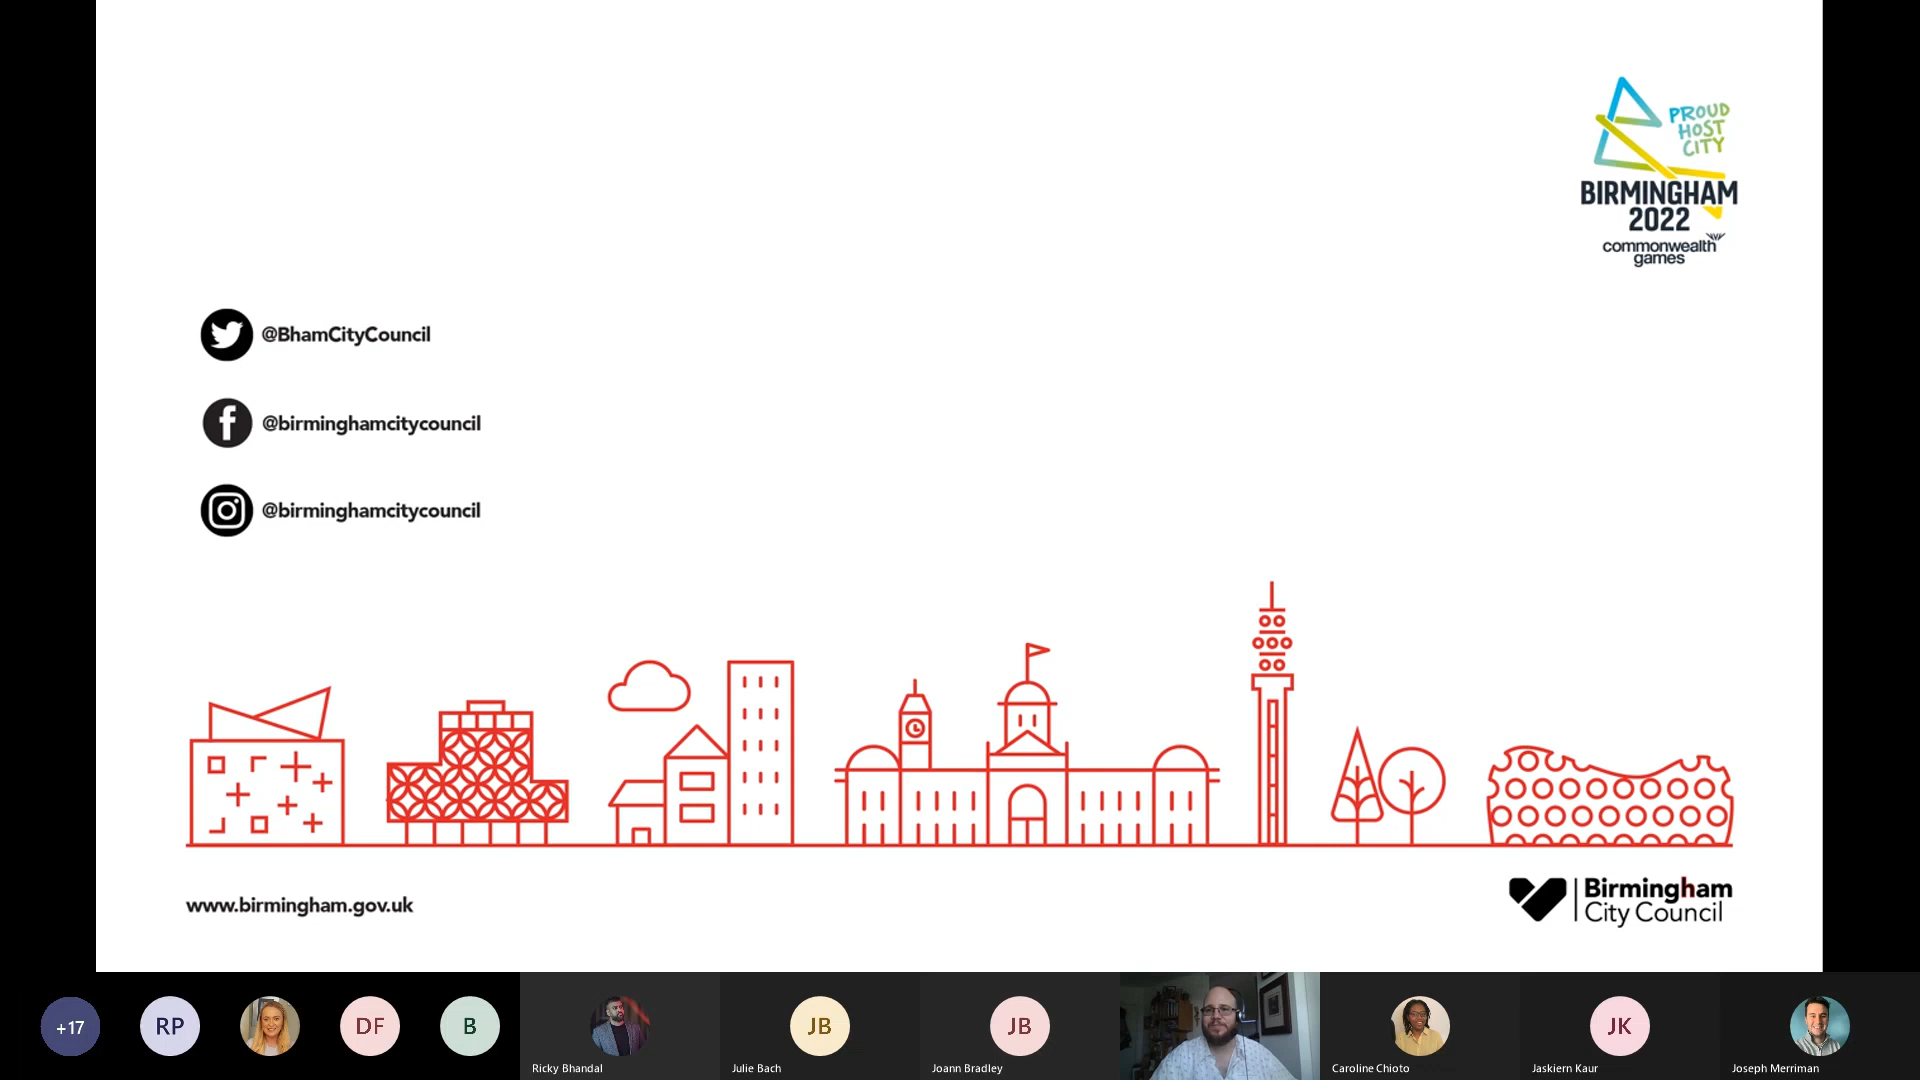 PROUD
HOST
CITY
BIRMINGHAM
2022
commonwealth
games
@BhamCityCouncil
@birminghamcitycouncil
@birminghamcitycouncil
www.birmingham.gov.uk
Birmingham
City Council
+17
RP
DF
B
JB
JB
JK
Ricky Bhandal
Julie Bach
Joann Bradley
Caroline Chioto
Jaskiern Kaur
Joseph Merriman